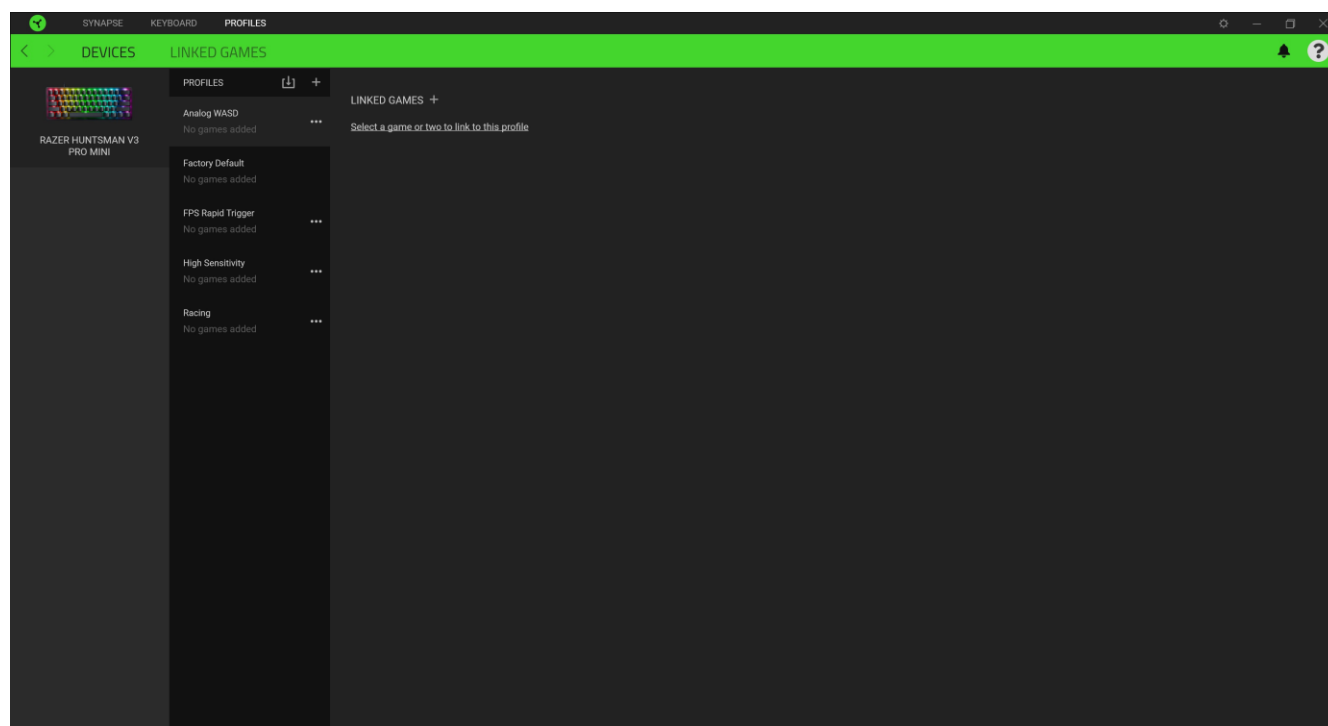 SYNAPSE KEYBOARD PROFILES
DEVICES LINKED GAMES
?
RAZER HUNTSMAN V3
PRO MINI
PROFILES
Analog WASD
No games added
Factory Default
No games added
FPS Rapid Trigger
No games added
High Sensitivity
No games added
Racing
No games added
LINKED GAMES +
Select a game or two to link to this profile